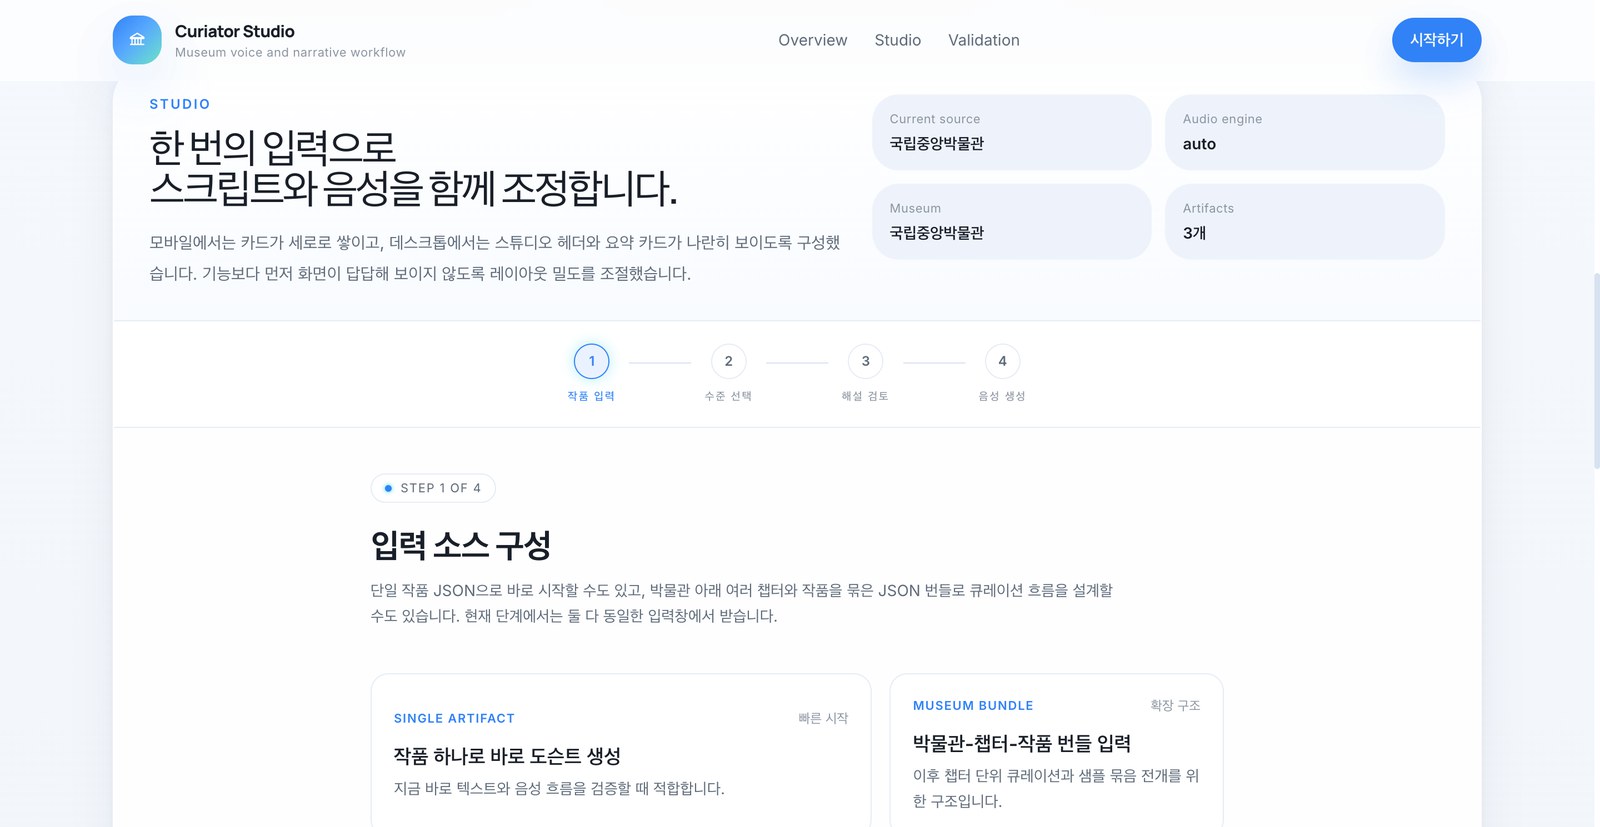 Curiator Studio
Museum voice and narrative workflow
Overview
Studio
Validation
시작하기
STUDIO
한 번의 입력으로
스크립트와 음성을 함께 조정합니다.
모바일에서는 카드가 세로로 쌓이고, 데스크톱에서는 스튜디오 헤더와 요약 카드가 나란히 보이도록 구성했
습니다. 기능보다 먼저 화면이 답답해 보이지 않도록 레이아웃 밀도를 조절했습니다.
Current source
국립중앙박물관
Audio engine
auto
Museum
국립중앙박물관
Artifacts
3개
1
작품 입력
2
수준 선택
3
해설 검토
4
음성 생성
STEP 1 OF 4
입력 소스 구성
단일 작품 JSON으로 바로 시작할 수도 있고, 박물관 아래 여러 챕터와 작품을 묶은 JSON 번들로 큐레이션 흐름을 설계할
수도 있습니다. 현재 단계에서는 둘 다 동일한 입력창에서 받습니다.
SINGLE ARTIFACT
빠른 시작
작품 하나로 바로 도슨트 생성
지금 바로 텍스트와 음성 흐름을 검증할 때 적합합니다.
MUSEUM BUNDLE
확장 구조
박물관-챕터-작품 번들 입력
이후 챕터 단위 큐레이션과 샘플 묶음 전개를 위
한 구조입니다.